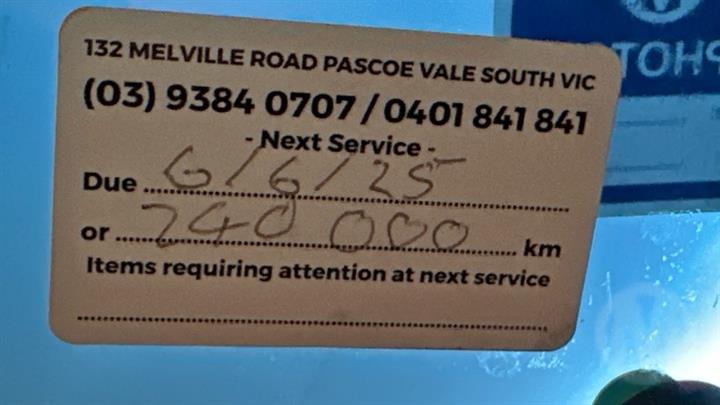 132 MELVILLE ROAD PASCOE VALE SOUTH VIC
(03) 9384 0707 / 0401 841 841
- Next Service -
Due 6/6/25
or 240 000 km
Items requiring attention at next service